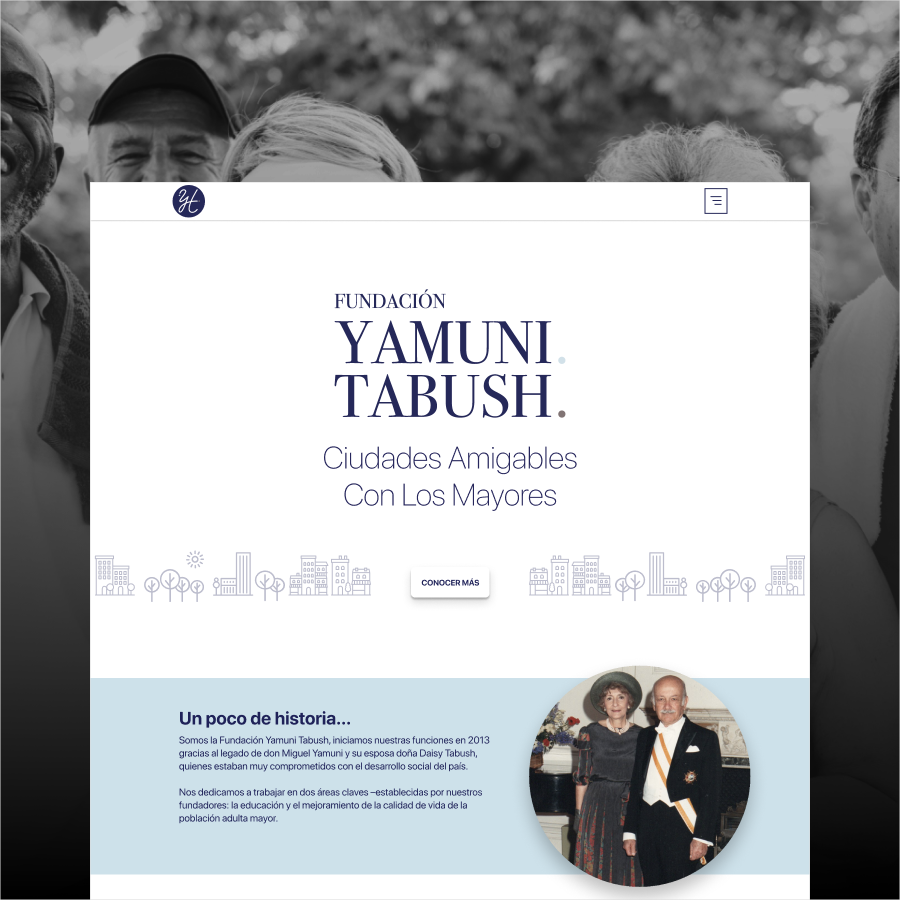 FUNDACIÓN
YAMUNI.
TABUSH.
Ciudades Amigables
Con Los Mayores
CONOCER MÁS
Un poco de historia...
Somos la Fundación Yamuni Tabush, iniciamos nuestras funciones en 2013
gracias al legado de don Miguel Yamuni y su esposa doña Daisy Tabush,
quienes estaban muy comprometidos con el desarrollo social del país.
Nos dedicamos a trabajar en dos áreas claves –establecidas por nuestros
fundadores: la educación y el mejoramiento de la calidad de vida de la
población adulta mayor.